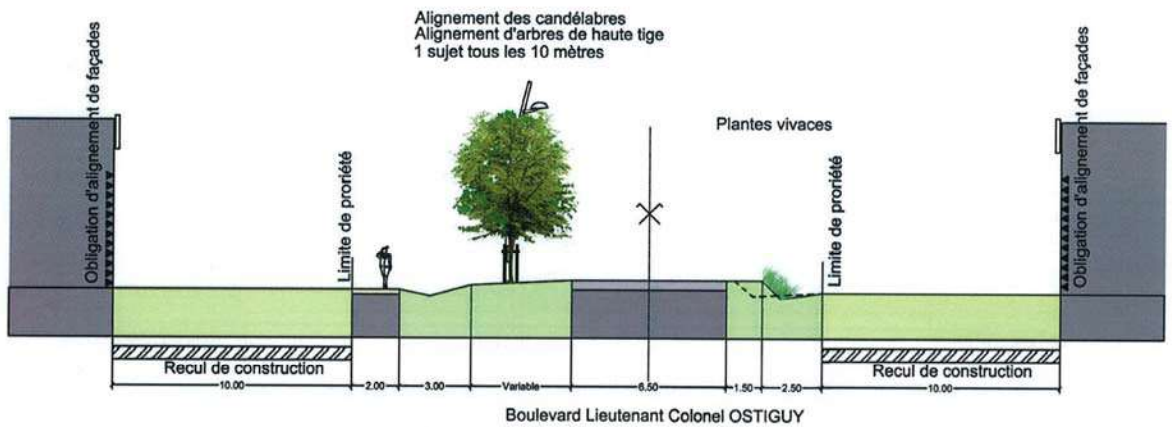 Alignement des candélabres
Alignement d'arbres de haute tige
1 sujet tous les 10 mètres
Obligation d'alignement de façades
Limite de proriété
Plantes vivaces
Limite de proriété
Obligation d'alignement de façades
Recul de construction
Recul de construction
10.00 2.00 3.00 Variable 6.50 1.50 2.50 10.00
Boulevard Lieutenant Colonel OSTIGUY